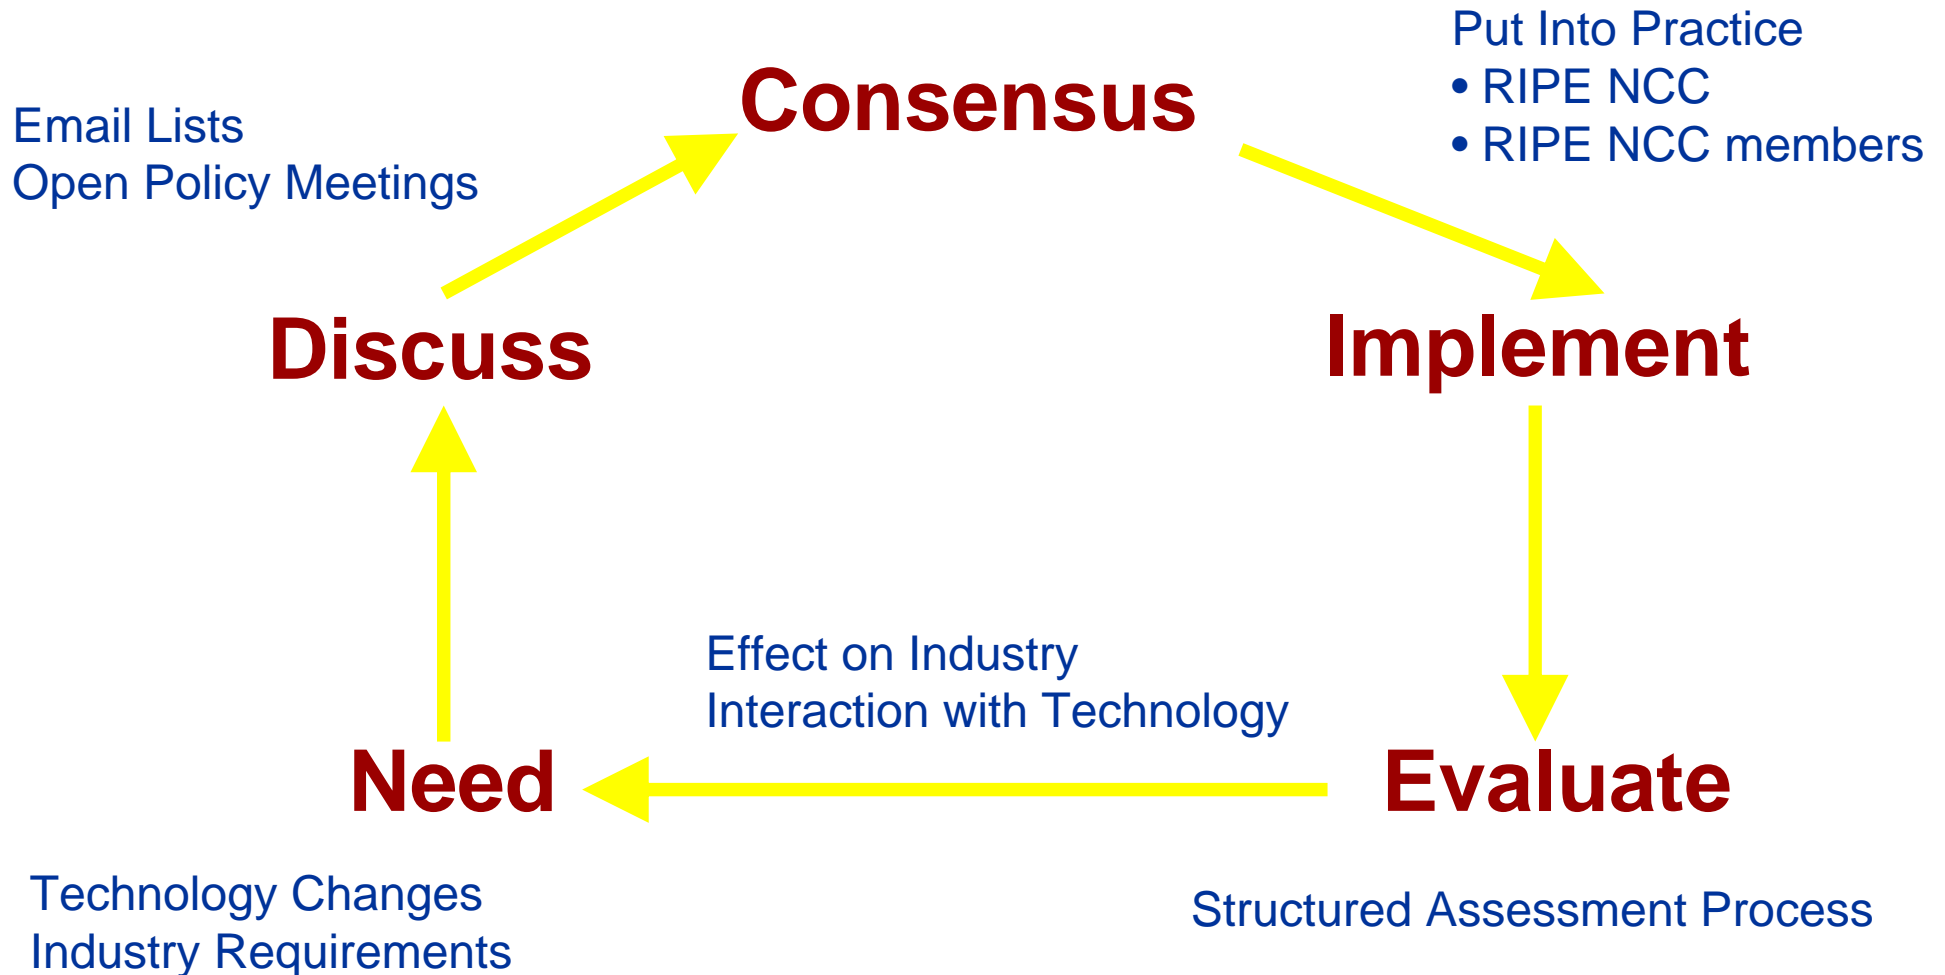 Put Into Practice
• RIPE NCC
• RIPE NCC members
Consensus
Email Lists
Open Policy Meetings
Discuss
Implement
Effect on Industry
Interaction with Technology
Need
Evaluate
Technology Changes
Industry Requirements
Structured Assessment Process